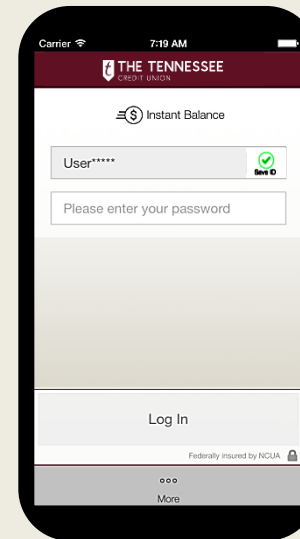 Carrier 7:19 AM
t THE TENNESSEE
CREDIT UNION
$ Instant Balance
User*****
Save ID
Please enter your password
Log In
Federally insured by NCUA
ooo
More